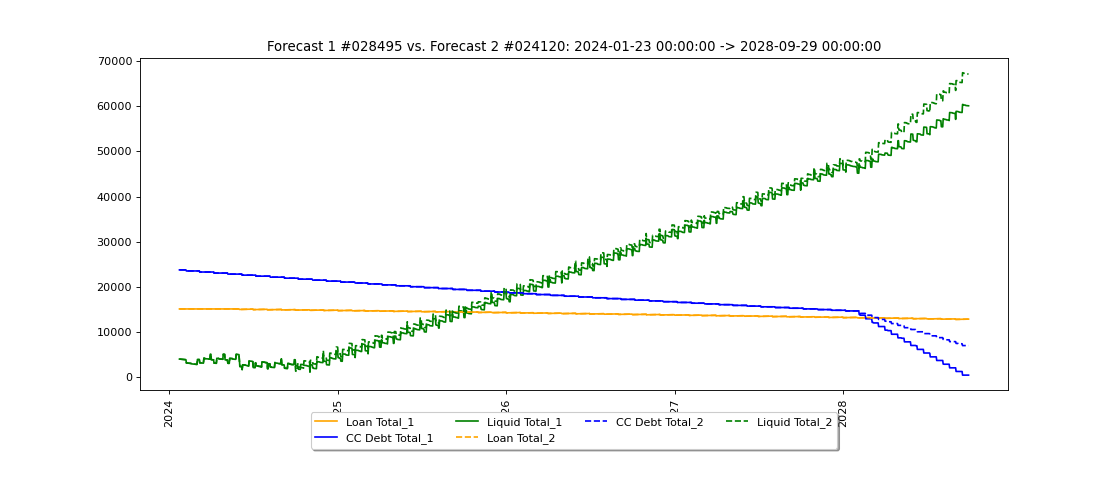 Forecast 1 #028495 vs. Forecast 2 #024120: 2024-01-23 00:00:00 -> 2028-09-29 00:00:00
70000
60000
50000
40000
30000
20000
10000
0
2024
25
26
27
2028
Loan Total_1
CC Debt Total_1
Liquid Total_1
Loan Total_2
CC Debt Total_2
Liquid Total_2